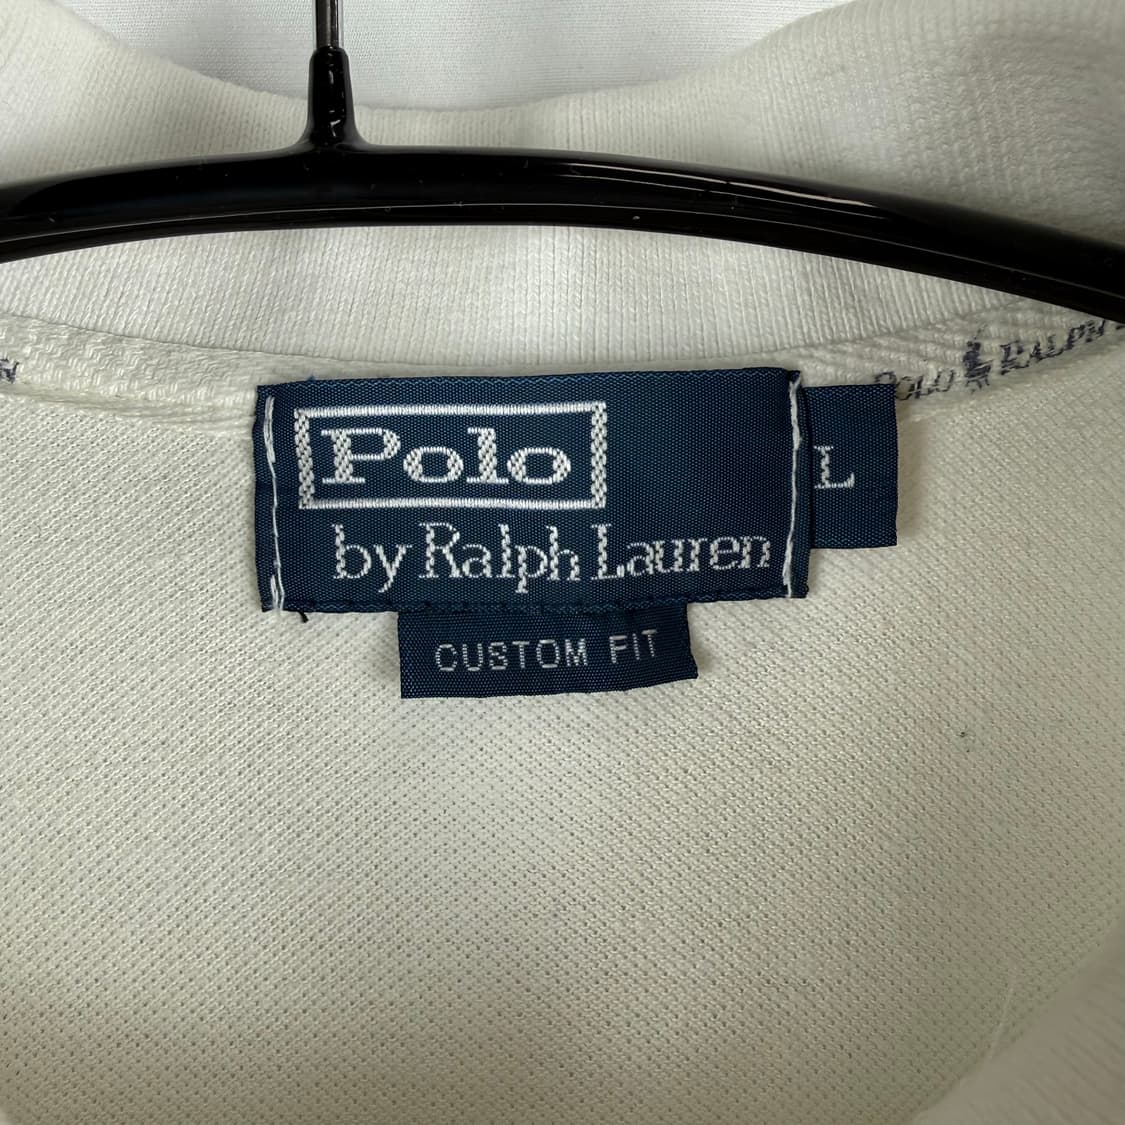 Polo
by Ralph Lauren
L
CUSTOM FIT
POLO RALPH